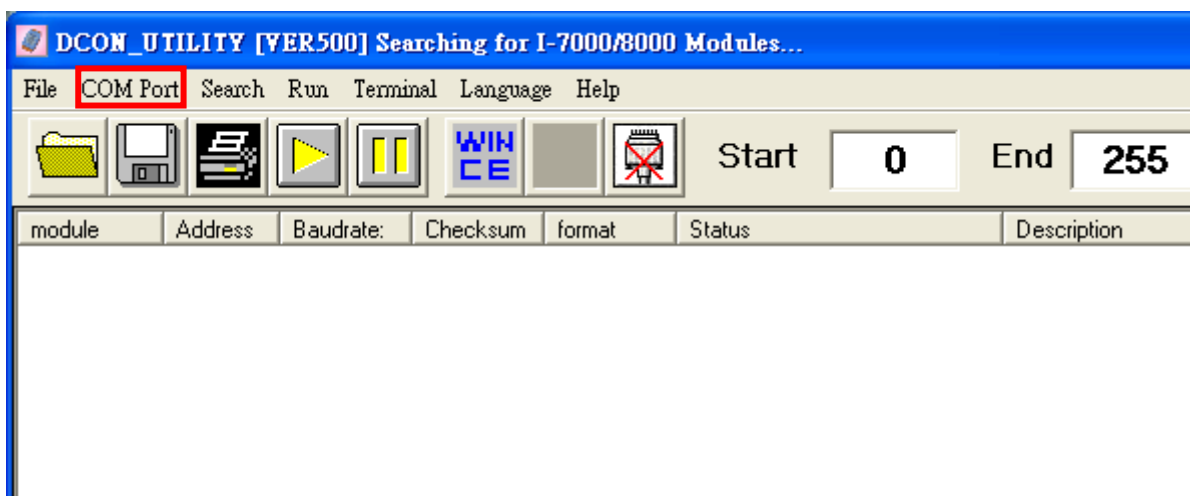 DCON_UTILITY [VER500] Searching for I-7000/8000 Modules...
File COM Port Search Run Terminal Language Help
WIN CE Start 0 End 255
module Address Baudrate: Checksum format Status Description